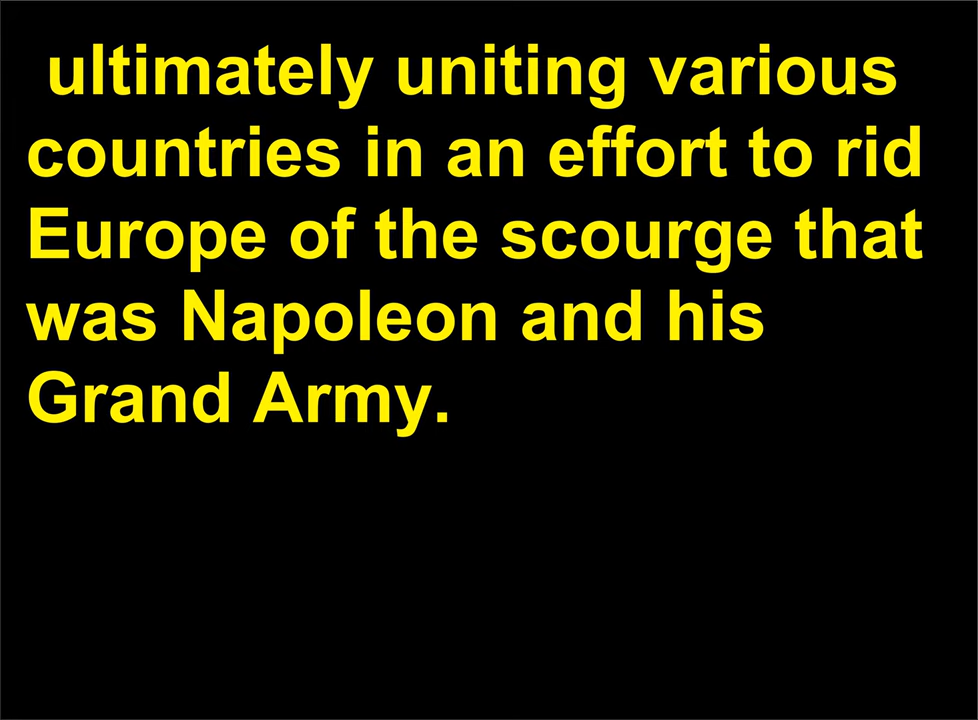 ultimately uniting various
countries in an effort to rid
Europe of the scourge that
was Napoleon and his
Grand Army.